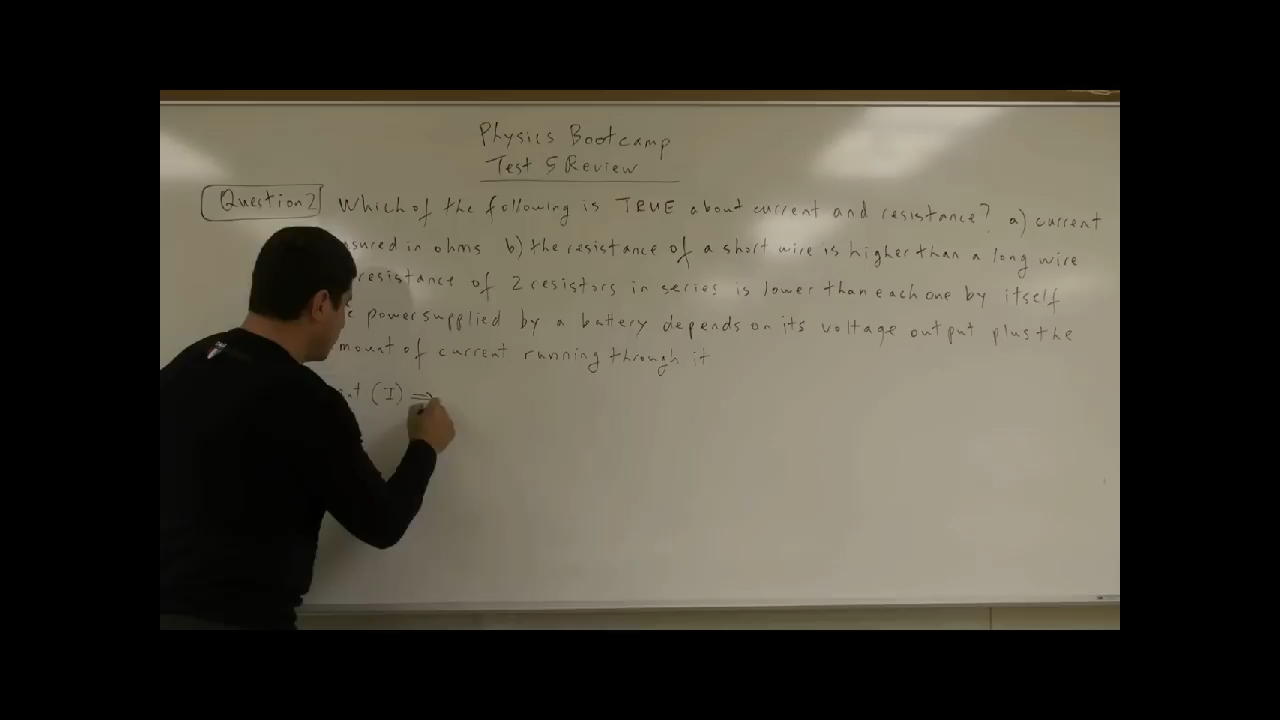 Physics Bootcamp
Test 5 Review
Question 2 Which of the following is TRUE about current and resistance? a) current
in ohms b) the resistance of a short wire is higher than a long wire
resistance of 2 resistors in series is lower than each one by itself
power supplied by a battery depends on its voltage output plus the
of current running through it
(I) ⇒